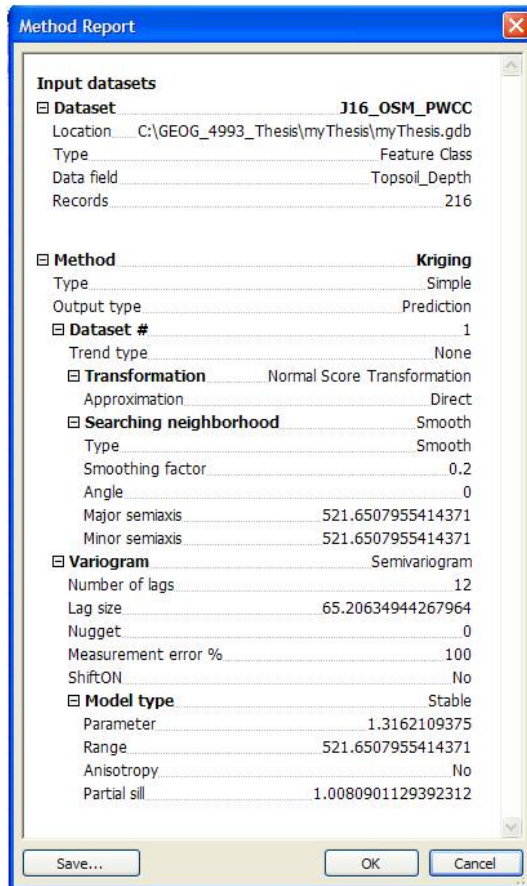 Method Report
Input datasets
Dataset J16_OSM_PWCC
Location C:\GEOG_4993_Thesis\myThesis\myThesis.gdb
Type Feature Class
Data field Topsoil_Depth
Records 216
Method Kriging
Type Simple
Output type Prediction
Dataset # 1
Trend type None
Transformation Normal Score Transformation
Approximation Direct
Searching neighborhood Smooth
Type Smooth
Smoothing factor 0.2
Angle 0
Major semiaxis 521.6507955414371
Minor semiaxis 521.6507955414371
Variogram Semivariogram
Number of lags 12
Lag size 65.20634944267964
Nugget 0
Measurement error % 100
ShiftON No
Model type Stable
Parameter 1.3162109375
Range 521.6507955414371
Anisotropy No
Partial sill 1.0080901129392312
Save... OK Cancel